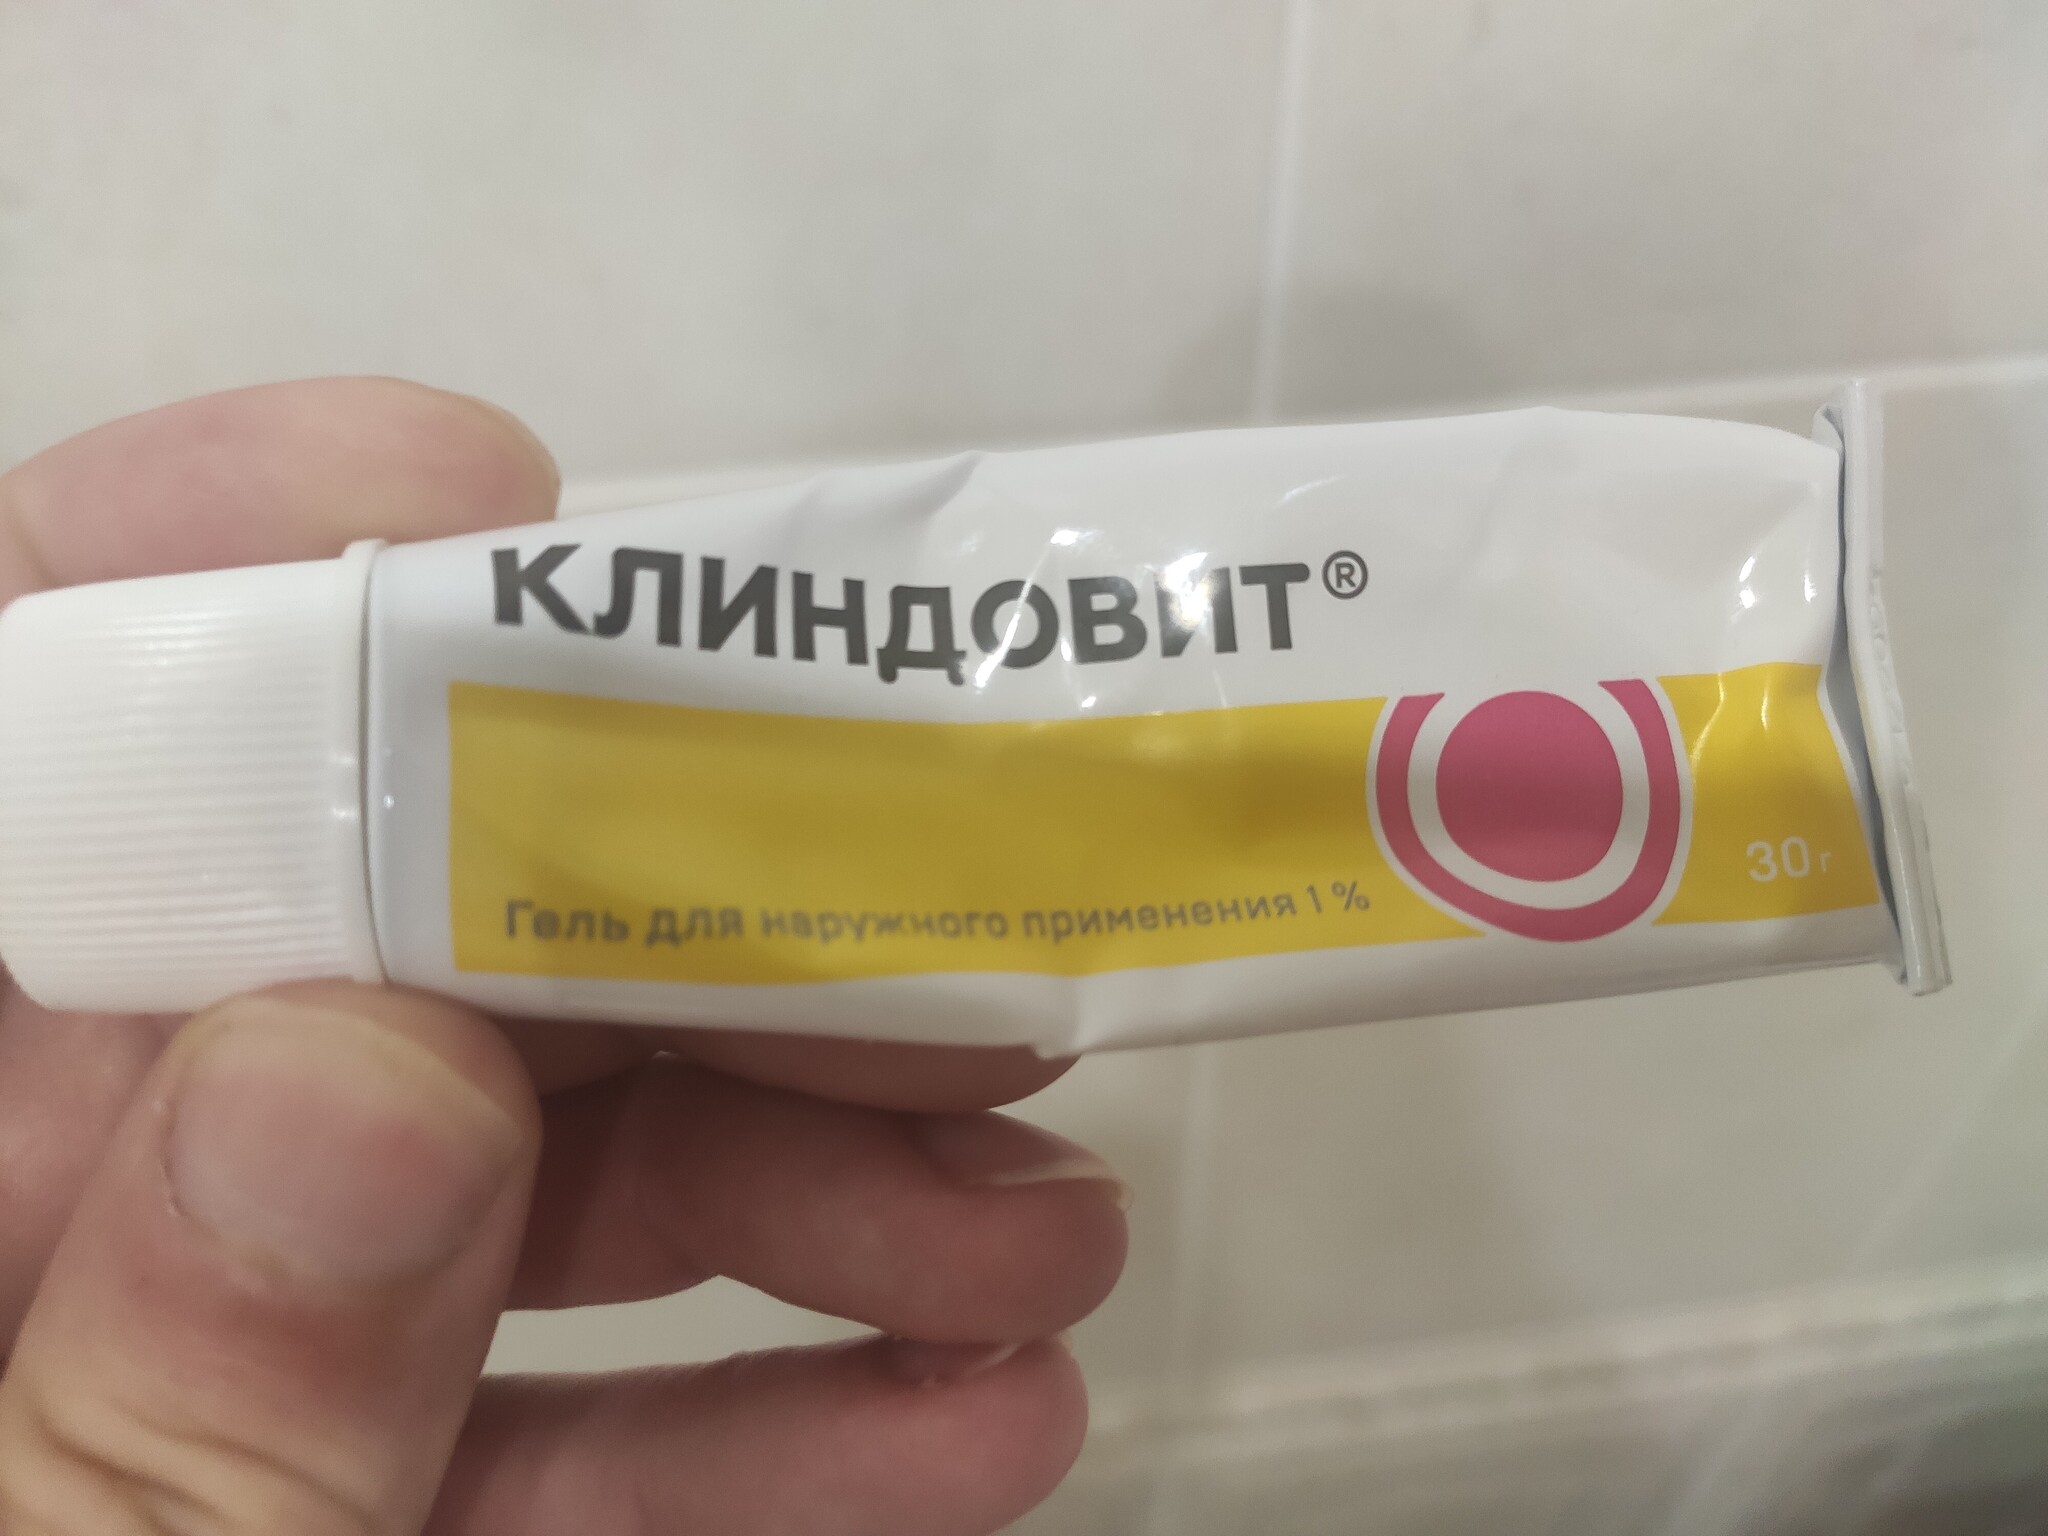 КЛИНДОВИТ®
Гель для наружного применения 1 %
30 г